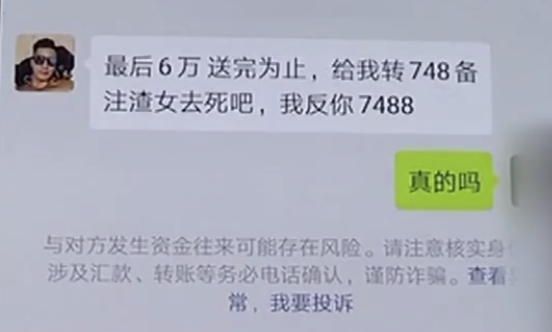 最后6万送完为止，给我转748备
注渣女去死吧，我反你7488
真的吗
与对方发生资金往来可能存在风险。请注意核实身
涉及汇款、转账等务必电话确认，谨防诈骗。查看
常，我要投诉